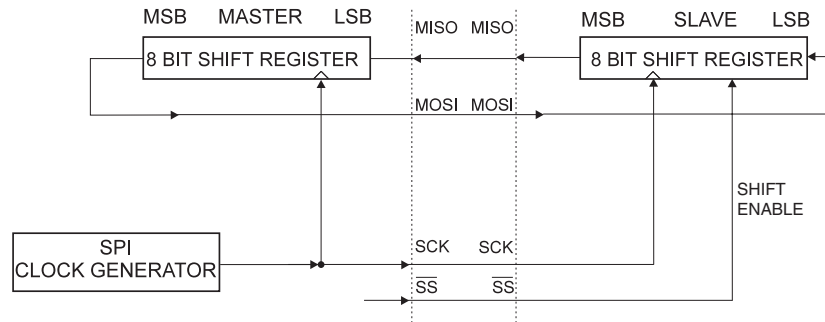 MSB MASTER LSB
MISO MISO
MSB SLAVE LSB
8 BIT SHIFT REGISTER
8 BIT SHIFT REGISTER
MOSI MOSI
SHIFT
ENABLE
SPI
CLOCK GENERATOR
SCK SCK
SS SS